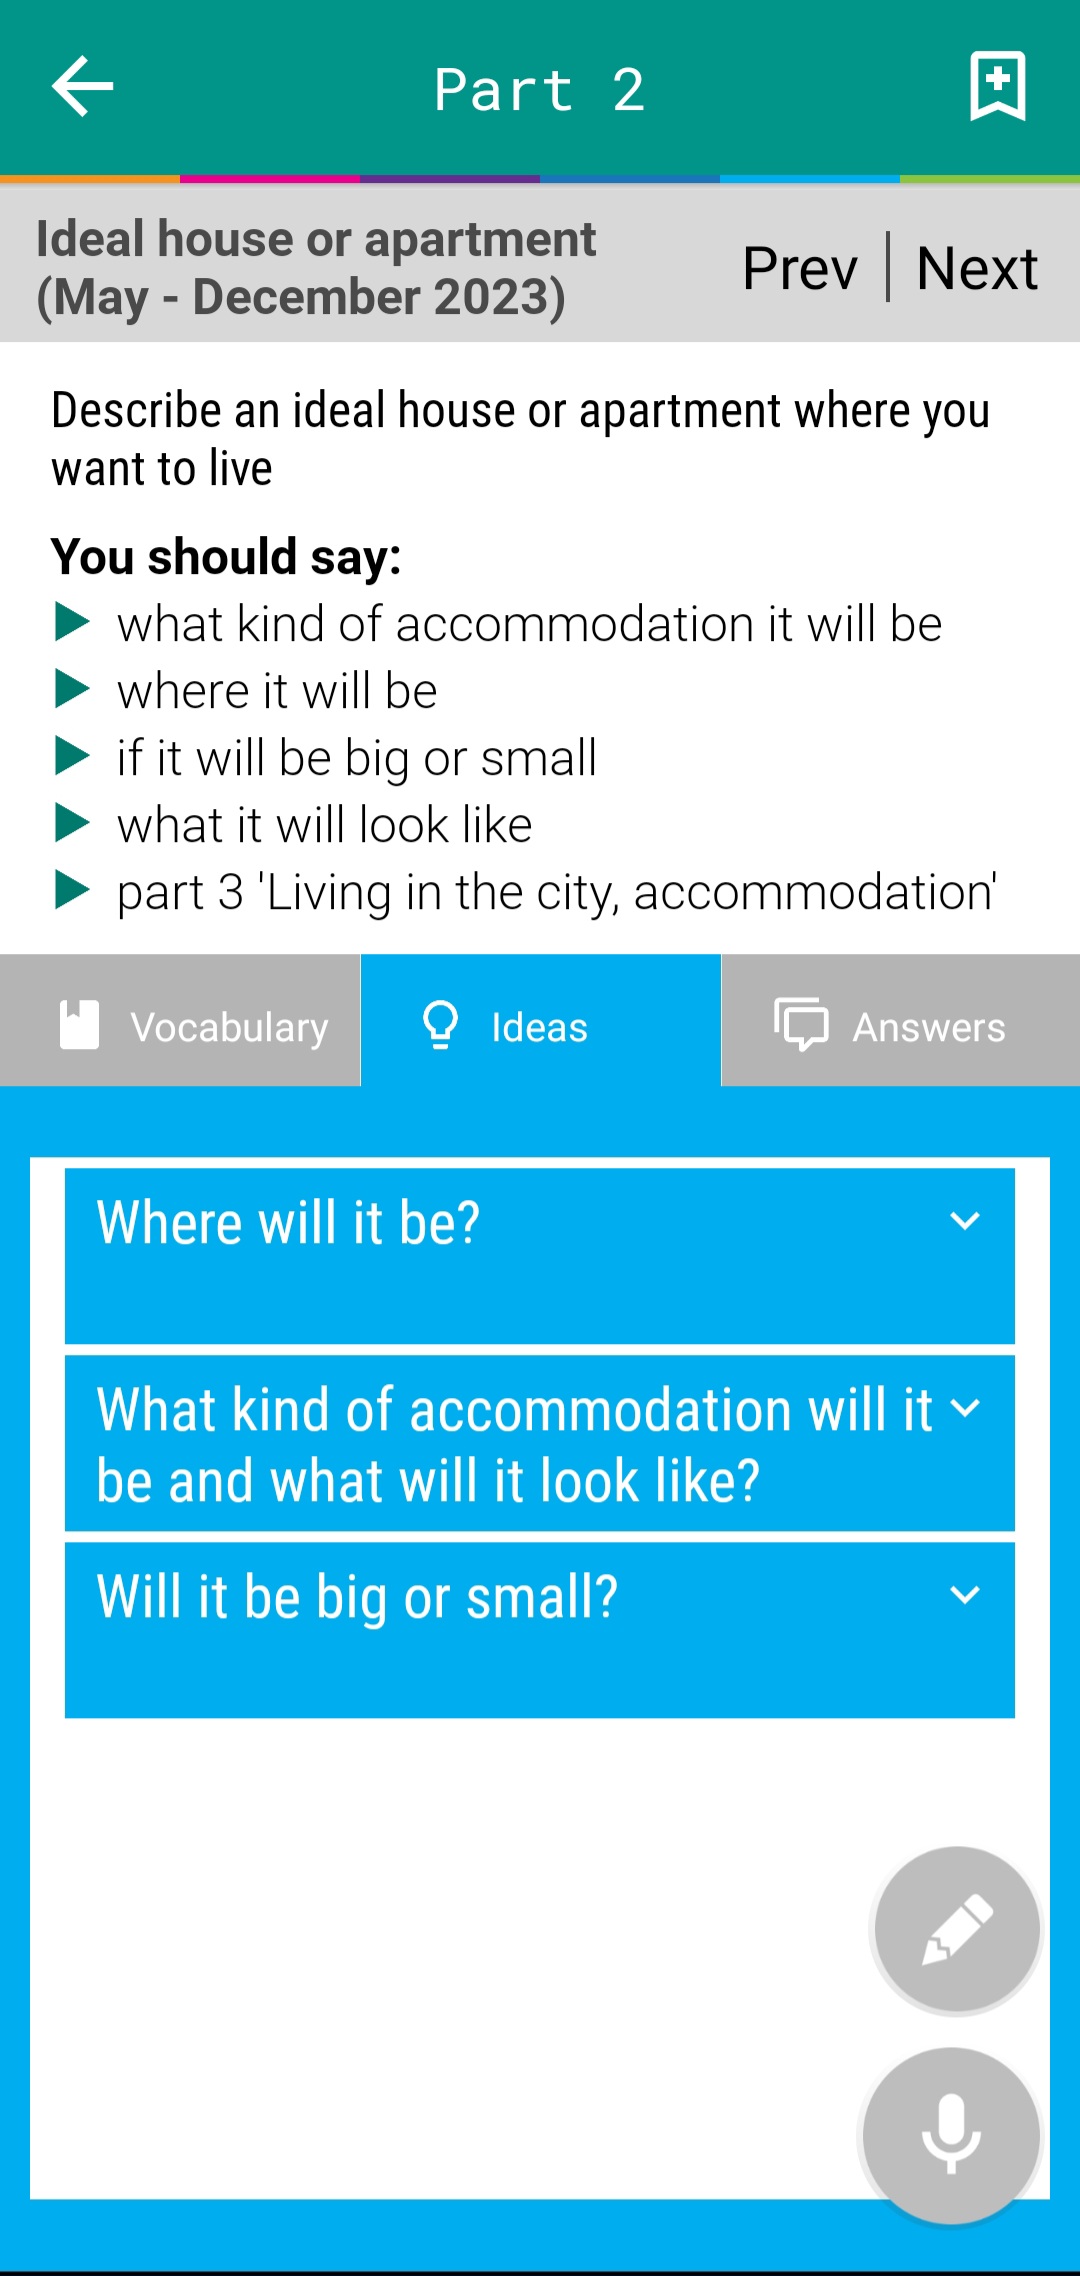 Part 2
Ideal house or apartment
(May - December 2023)
Prev | Next
Describe an ideal house or apartment where you
want to live
You should say:
what kind of accommodation it will be
where it will be
if it will be big or small
what it will look like
part 3 'Living in the city, accommodation'
Vocabulary
Ideas
Answers
Where will it be?
What kind of accommodation will it
be and what will it look like?
Will it be big or small?